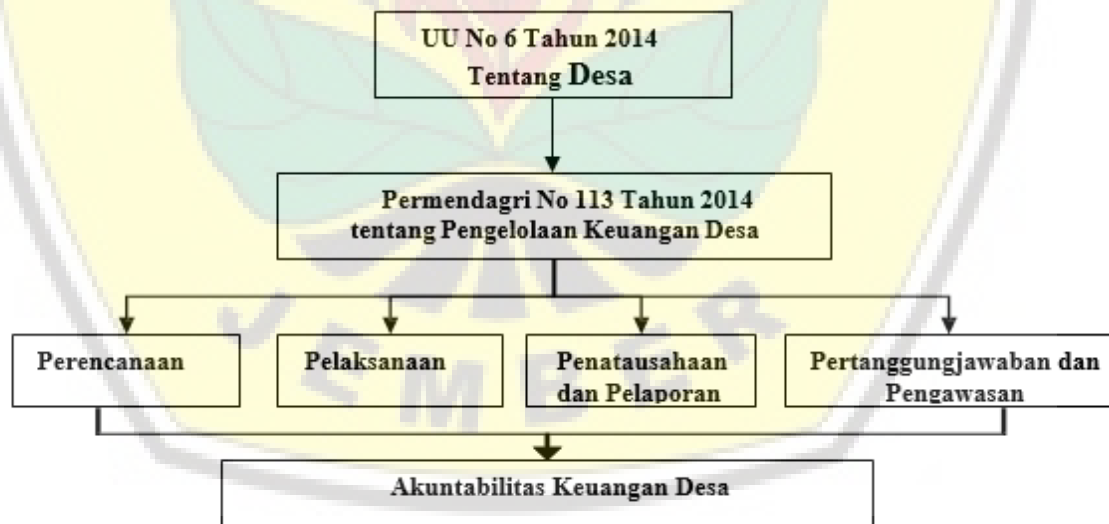 UU No 6 Tahun 2014
Tentang Desa
Permendagri No 113 Tahun 2014
tentang Pengelolaan Keuangan Desa
Perencanaan
Pelaksanaan
Penatausahaan
dan Pelaporan
Pertanggungjawaban dan
Pengawasan
JEMBER
Akuntabilitas Keuangan Desa